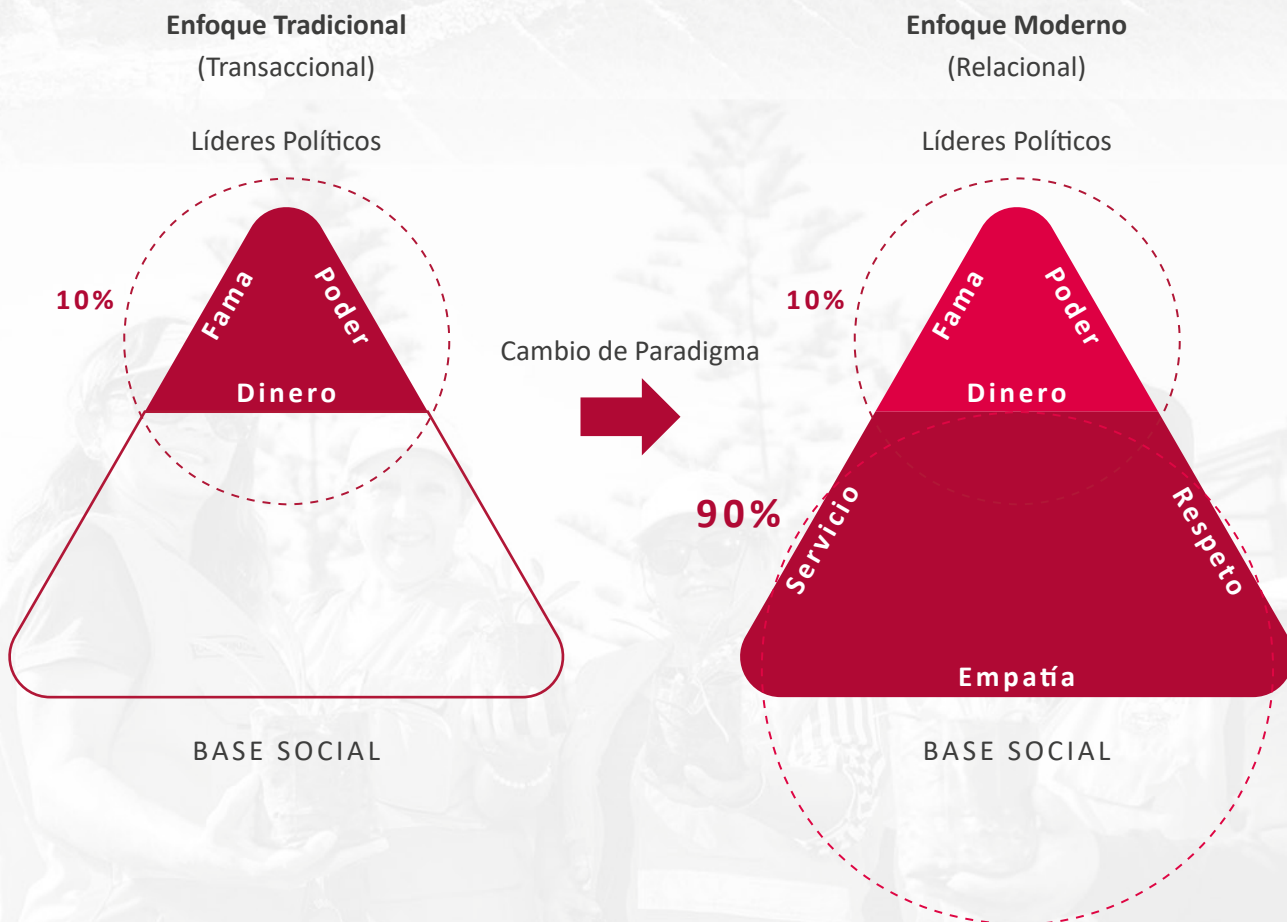 Enfoque Tradicional
(Transaccional)
Líderes Políticos
10%
Fama
Poder
Dinero
BASE SOCIAL
Cambio de Paradigma
Enfoque Moderno
(Relacional)
Líderes Políticos
10%
Fama
Poder
Dinero
90%
Servicio
Respeto
Empatía
BASE SOCIAL